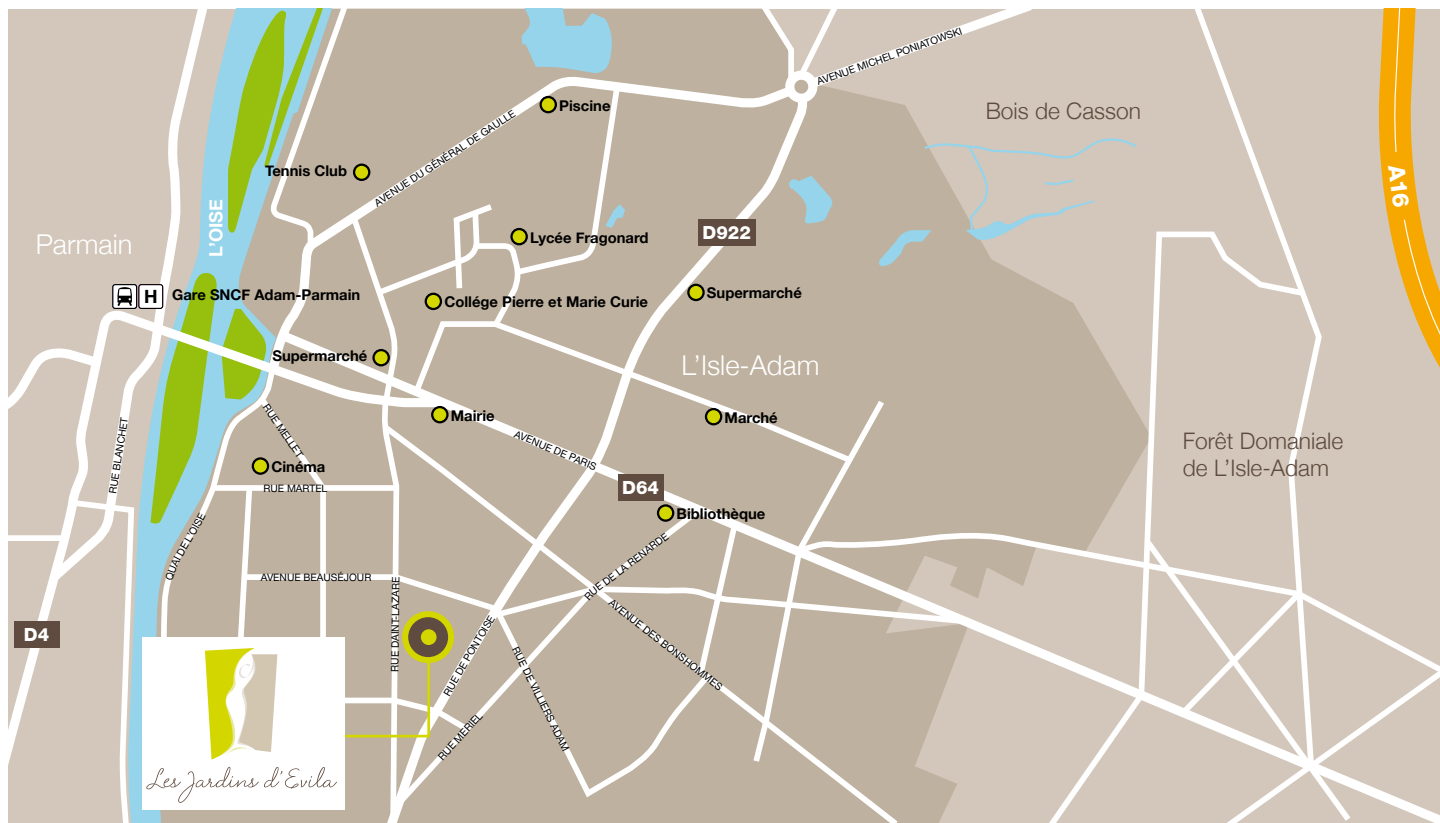 AVENUE MICHEL PONIATOWSKI
Piscine
Bois de Casson
AVENUE DU GÉNÉRAL DE GAULLE
Tennis Club
A16
L'OISE
D922
Parmain
Lycée Fragonard
H
Gare SNCF Adam-Parmain
Collége Pierre et Marie Curie
Supermarché
Supermarché
L'Isle-Adam
Mairie
Marché
RUE MELLET
AVENUE DE PARIS
Forêt Domaniale
de L'Isle-Adam
RUE BLANCHET
Cinéma
RUE MARTEL
D64
Bibliothèque
QUAI DE L'OISE
RUE DE LA RENARDE
AVENUE BEAUSÉJOUR
RUE DAINT-LAZARE
D4
RUE DE PONTOISE
AVENUE DES BONSHOMMES
RUE DE VILLIERS ADAM
RUE MERIEL
Les Jardins d'Evila